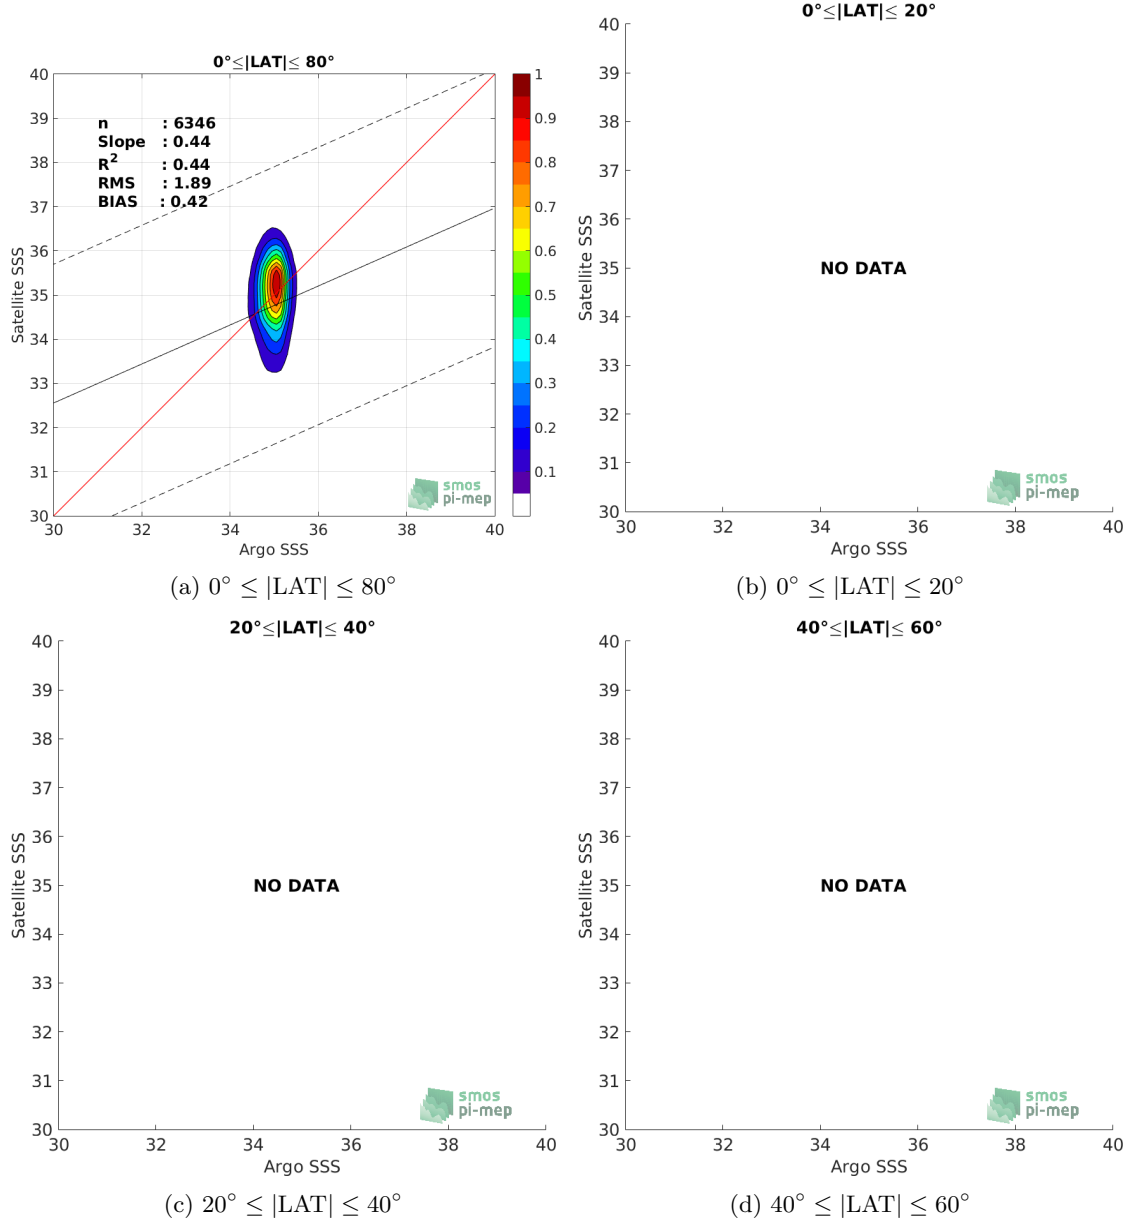 0°≤|LAT|≤ 80°
40
39
38
37
36
35
34
33
32
31
30
n : 6346
Slope : 0.44
R² : 0.44
RMS : 1.89
BIAS : 0.42
1
0.9
0.8
0.7
0.6
0.5
0.4
0.3
0.2
0.1
Satellite SSS
smos
pi-mep
30 32 34 36 38 40
Argo SSS
(a) 0° ≤ |LAT| ≤ 80°
0°≤|LAT|≤ 20°
40
39
38
37
36
35
34
33
32
31
30
Satellite SSS
NO DATA
smos
pi-mep
30 32 34 36 38 40
Argo SSS
(b) 0° ≤ |LAT| ≤ 20°
20°≤|LAT|≤ 40°
40
39
38
37
36
35
34
33
32
31
30
Satellite SSS
NO DATA
smos
pi-mep
30 32 34 36 38 40
Argo SSS
(c) 20° ≤ |LAT| ≤ 40°
40°≤|LAT|≤ 60°
40
39
38
37
36
35
34
33
32
31
30
Satellite SSS
NO DATA
smos
pi-mep
30 32 34 36 38 40
Argo SSS
(d) 40° ≤ |LAT| ≤ 60°